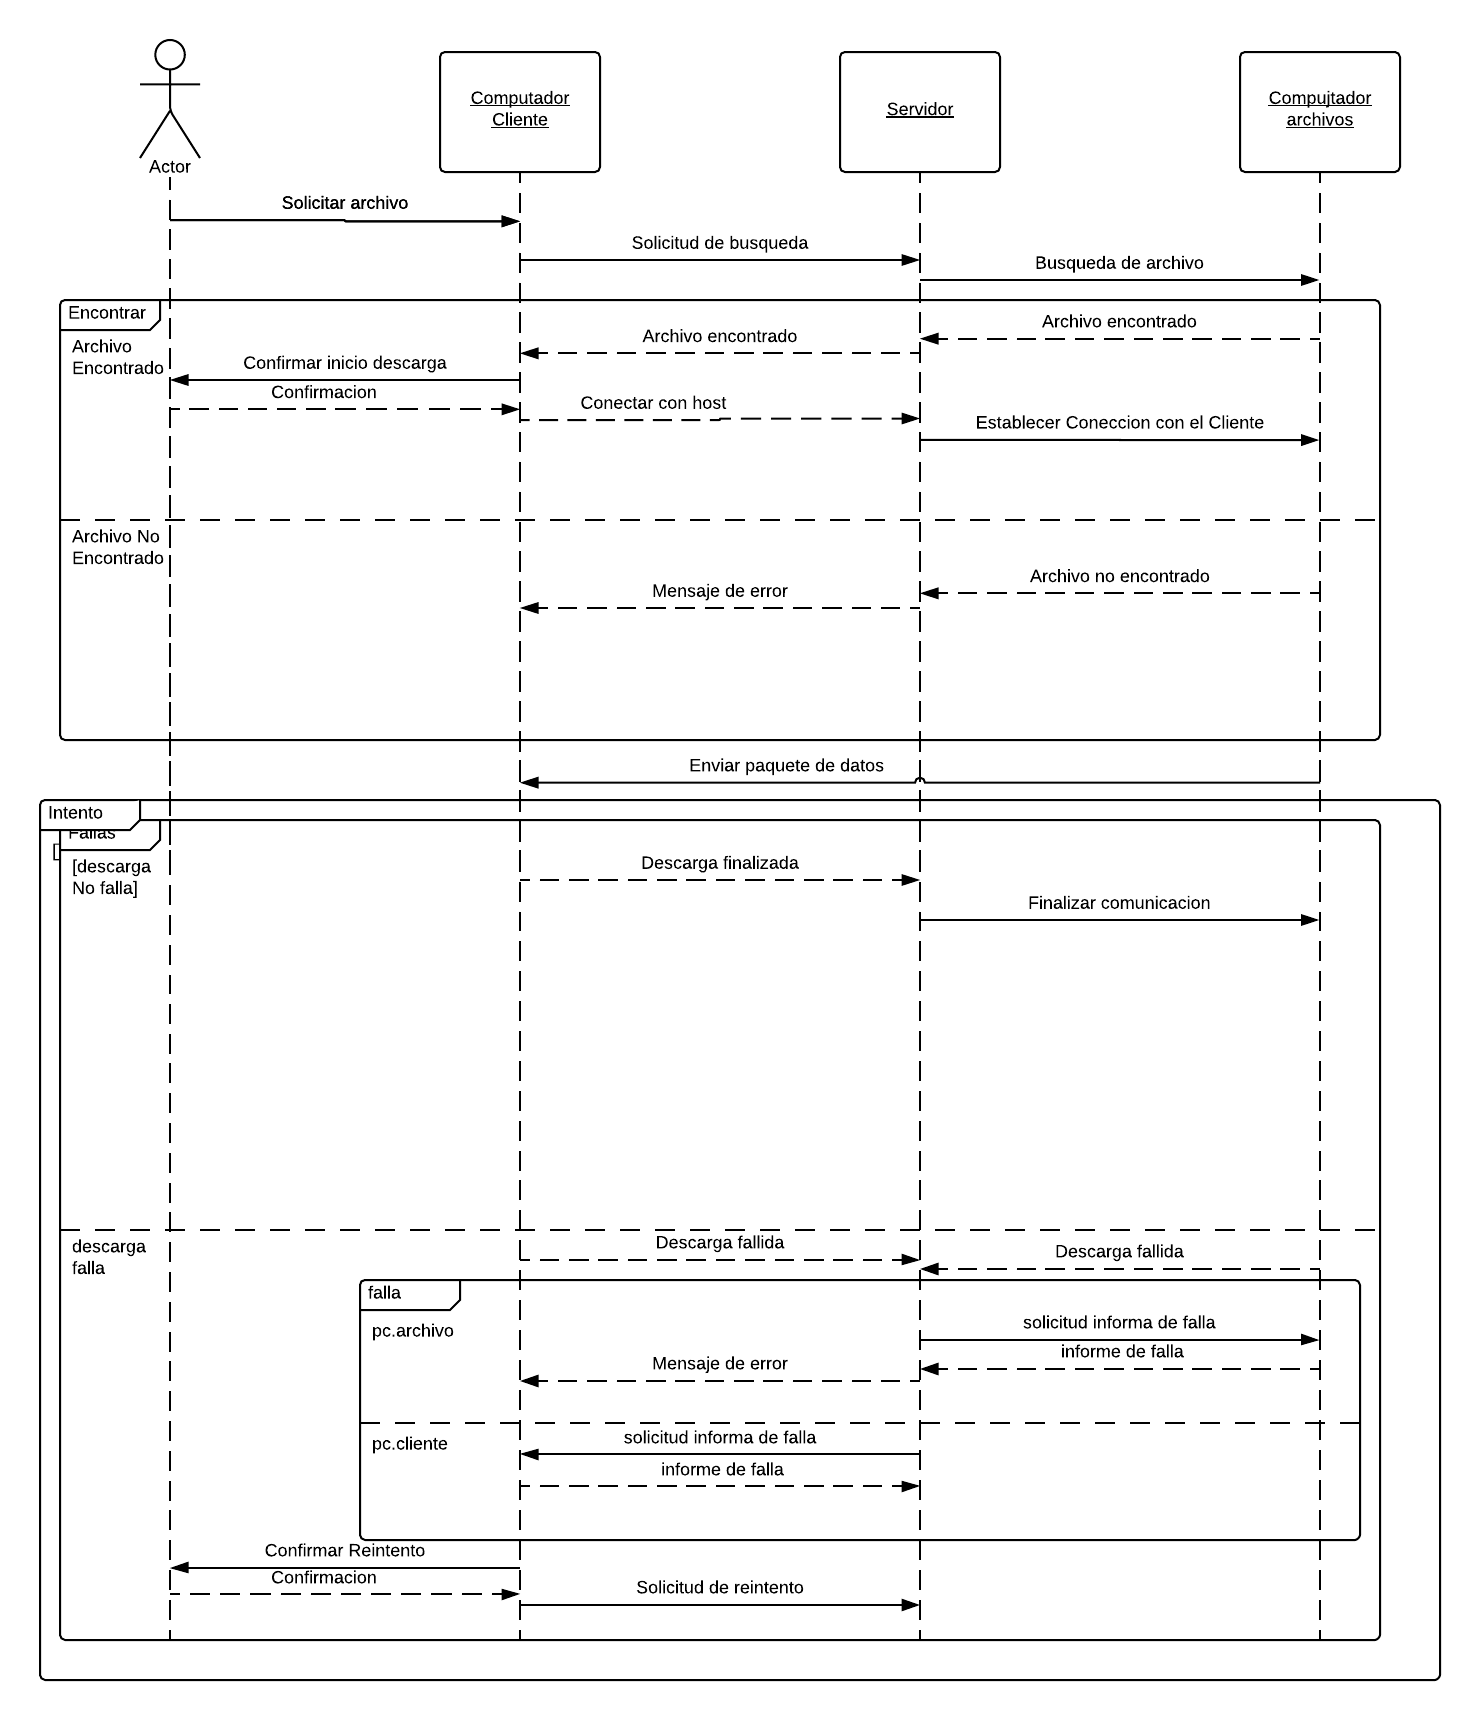 Actor
Computador
Cliente
Servidor
Compujtador
archivos
Solicitar archivo
Solicitud de busqueda
Busqueda de archivo
Encontrar
Archivo
Encontrado
Archivo encontrado
Archivo encontrado
Confirmar inicio descarga
Confirmacion
Conectar con host
Establecer Coneccion con el Cliente
Archivo No
Encontrado
Archivo no encontrado
Mensaje de error
Enviar paquete de datos
Intento
Fallas
[descarga
No falla]
Descarga finalizada
Finalizar comunicacion
descarga
falla
Descarga fallida
Descarga fallida
falla
pc.archivo
solicitud informa de falla
informe de falla
Mensaje de error
pc.cliente
solicitud informa de falla
informe de falla
Confirmar Reintento
Confirmacion
Solicitud de reintento